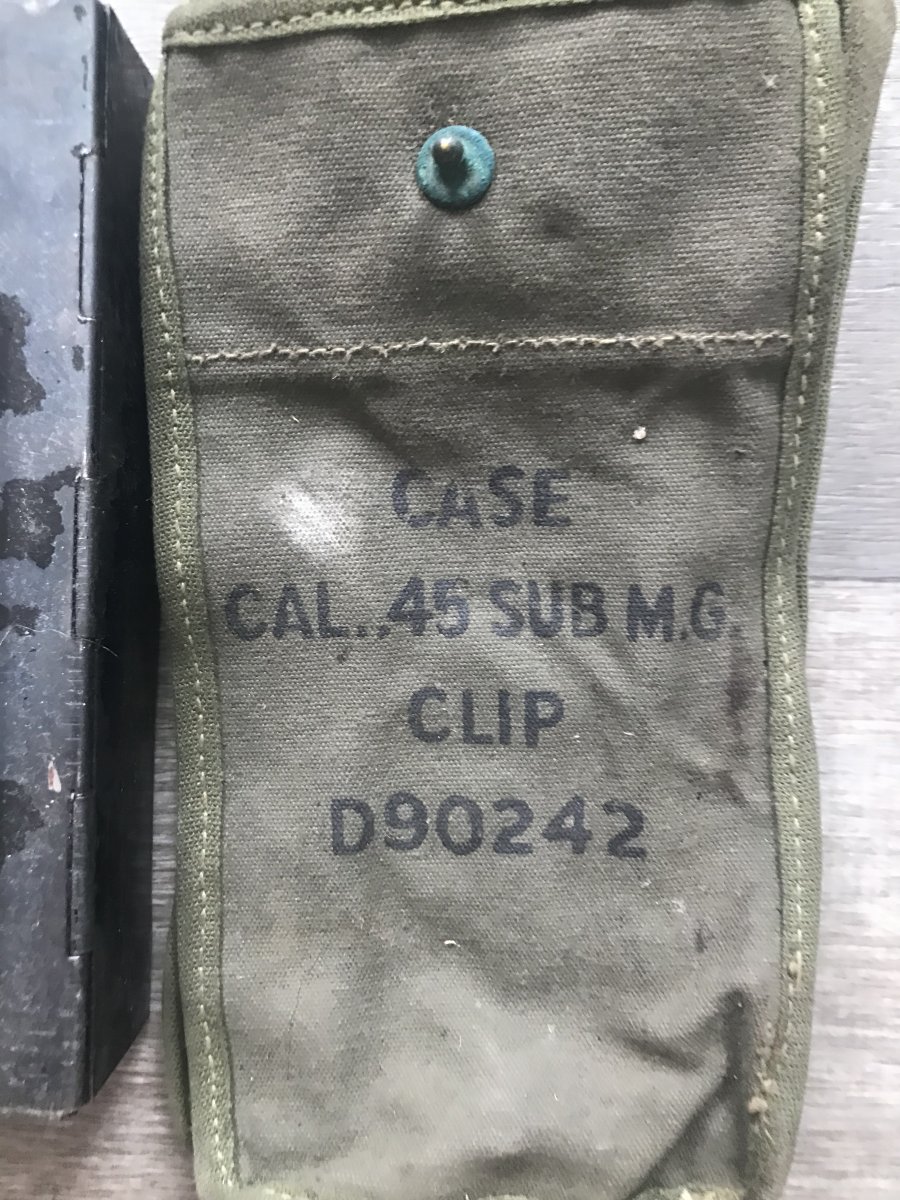 CASE
CAL. .45 SUB M.G.
CLIP
D90242